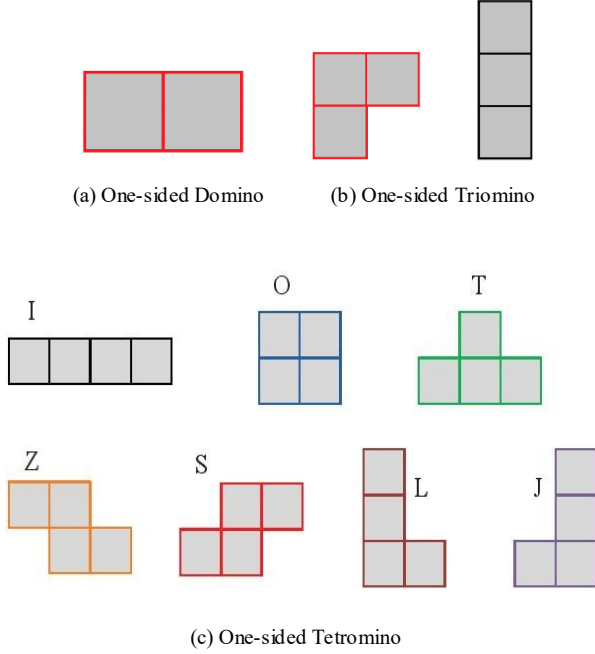 (a) One-sided Domino
(b) One-sided Triomino
I
O
T
Z
S
L
J
(c) One-sided Tetromino